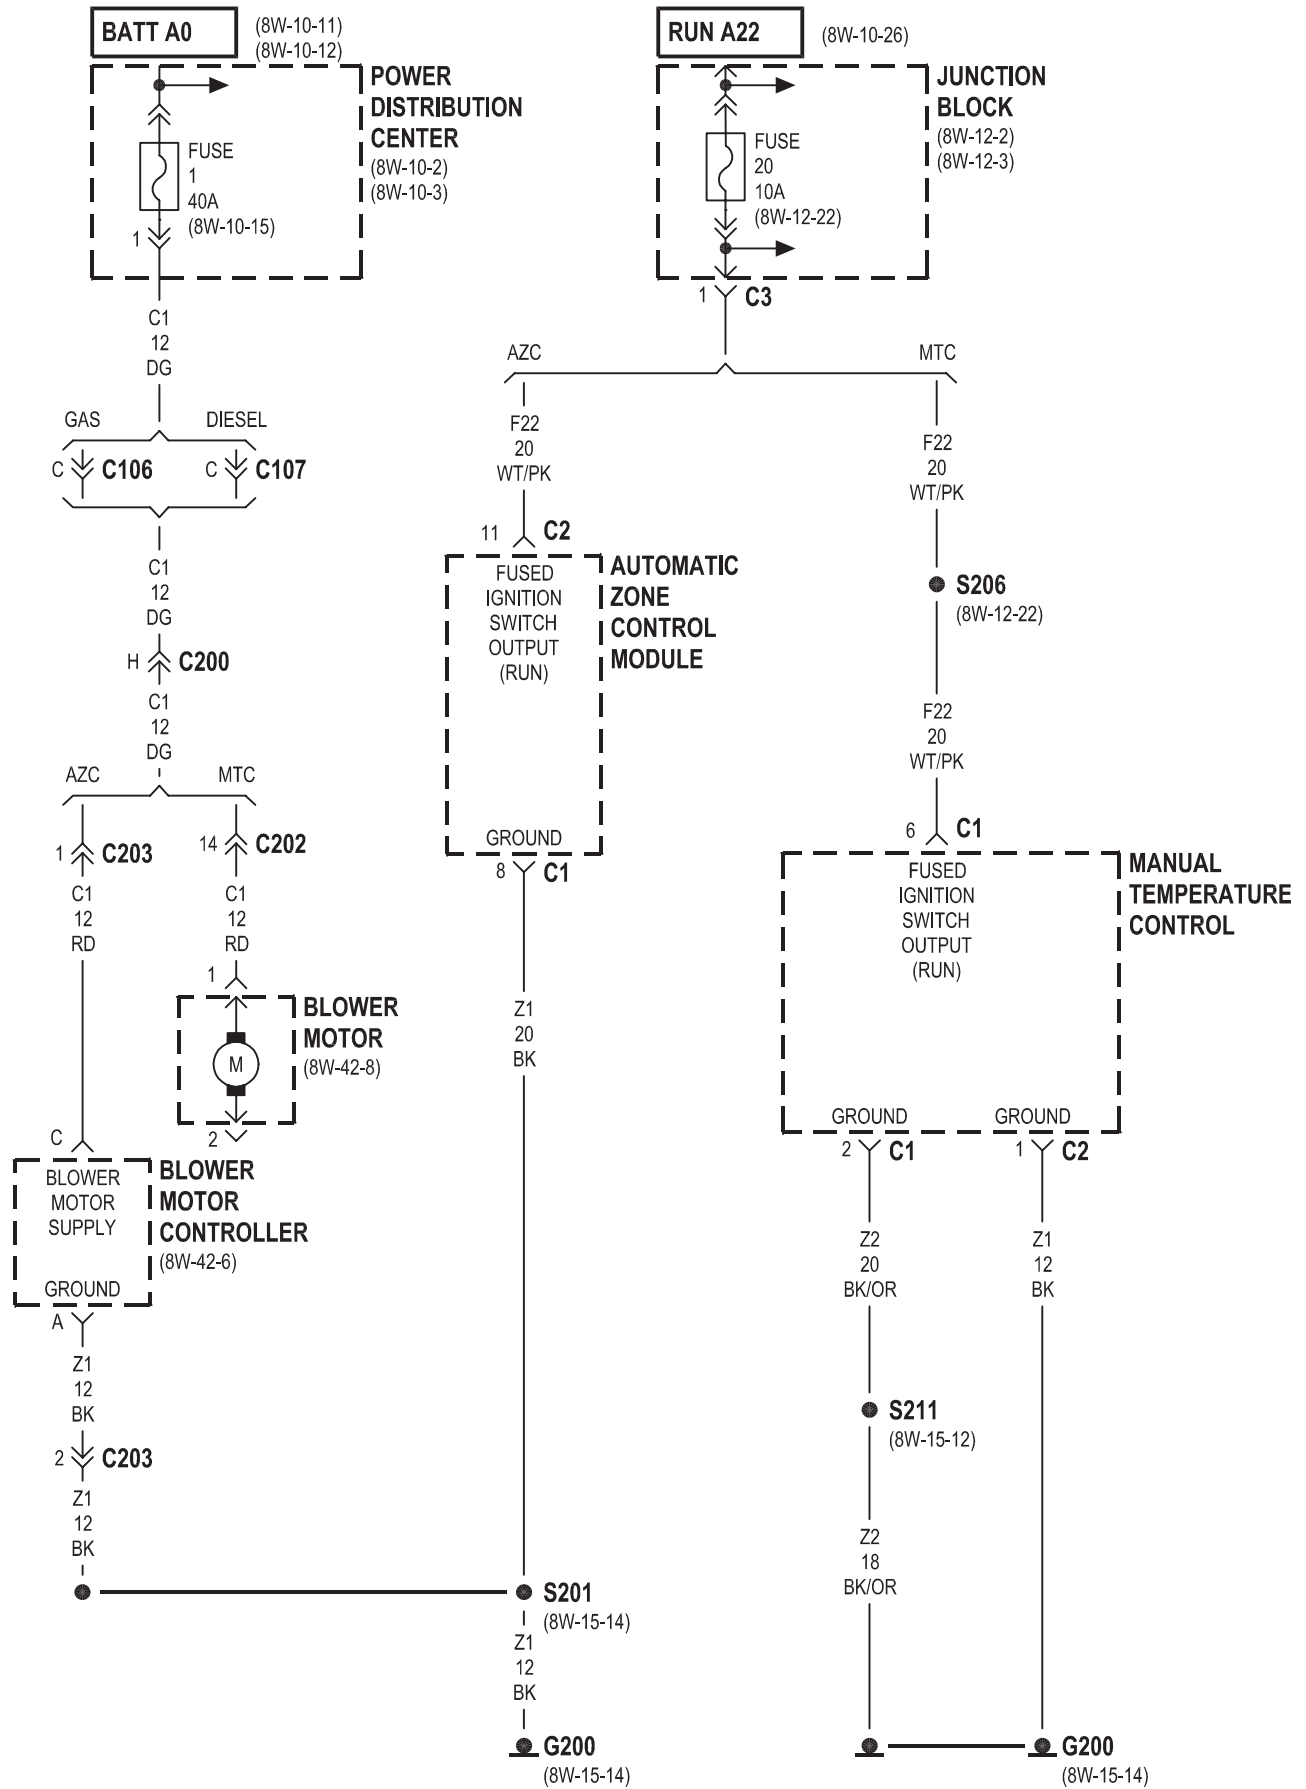 BATT A0
(8W-10-11)
(8W-10-12)
POWER
DISTRIBUTION
CENTER
(8W-10-2)
(8W-10-3)
FUSE
1
40A
(8W-10-15)
1
C1
12
DG
GAS
DIESEL
C
C106
C
C107
C1
12
DG
H
C200
C1
12
DG
AZC
MTC
1
C203
14
C202
C1
12
RD
C1
12
RD
1
BLOWER
MOTOR
(8W-42-8)
M
2
C
BLOWER
MOTOR
SUPPLY
GROUND
BLOWER
MOTOR
CONTROLLER
(8W-42-6)
A
Z1
12
BK
2
C203
Z1
12
BK
RUN A22
(8W-10-26)
JUNCTION
BLOCK
(8W-12-2)
(8W-12-3)
FUSE
20
10A
(8W-12-22)
1
C3
AZC
MTC
F22
20
WT/PK
11
C2
FUSED
IGNITION
SWITCH
OUTPUT
(RUN)
AUTOMATIC
ZONE
CONTROL
MODULE
GROUND
8
C1
Z1
20
BK
S201
(8W-15-14)
Z1
12
BK
G200
(8W-15-14)
F22
20
WT/PK
S206
(8W-12-22)
F22
20
WT/PK
6
C1
FUSED
IGNITION
SWITCH
OUTPUT
(RUN)
MANUAL
TEMPERATURE
CONTROL
GROUND
GROUND
2
C1
1
C2
Z2
20
BK/OR
Z1
12
BK
S211
(8W-15-12)
Z2
18
BK/OR
G200
(8W-15-14)